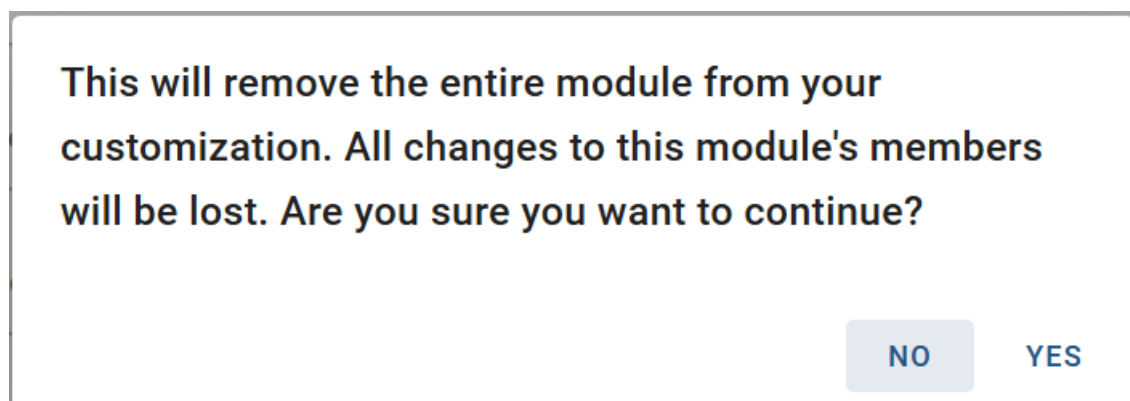 This will remove the entire module from your
customization. All changes to this module's members
will be lost. Are you sure you want to continue?
NO YES